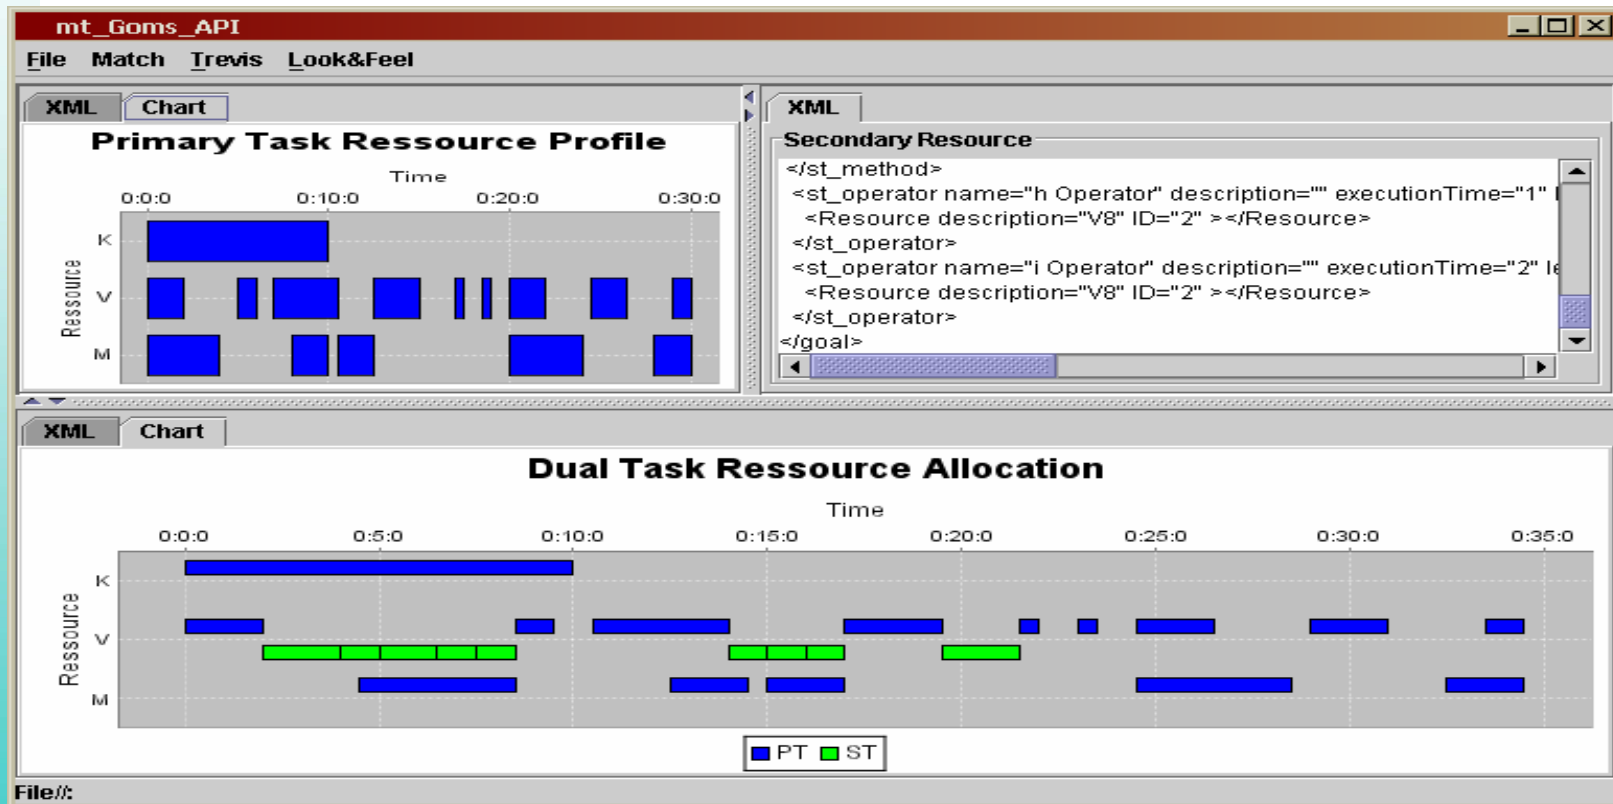 mt_Goms_API
File Match Trevis Look&Feel
XML Chart
Primary Task Ressource Profile
Time
0:0:0 0:10:0 0:20:0 0:30:0
Ressource
K
V
M
XML
Secondary Resource
</st_method>
<st_operator name="h Operator" description="" executionTime="1"
<Resource description="V8" ID="2" ></Resource>
</st_operator>
<st_operator name="i Operator" description="" executionTime="2" le
<Resource description="V8" ID="2" ></Resource>
</st_operator>
</goal>
XML Chart
Dual Task Ressource Allocation
Time
0:0:0 0:5:0 0:10:0 0:15:0 0:20:0 0:25:0 0:30:0 0:35:0
Ressource
K
V
M
PT ST
File//: